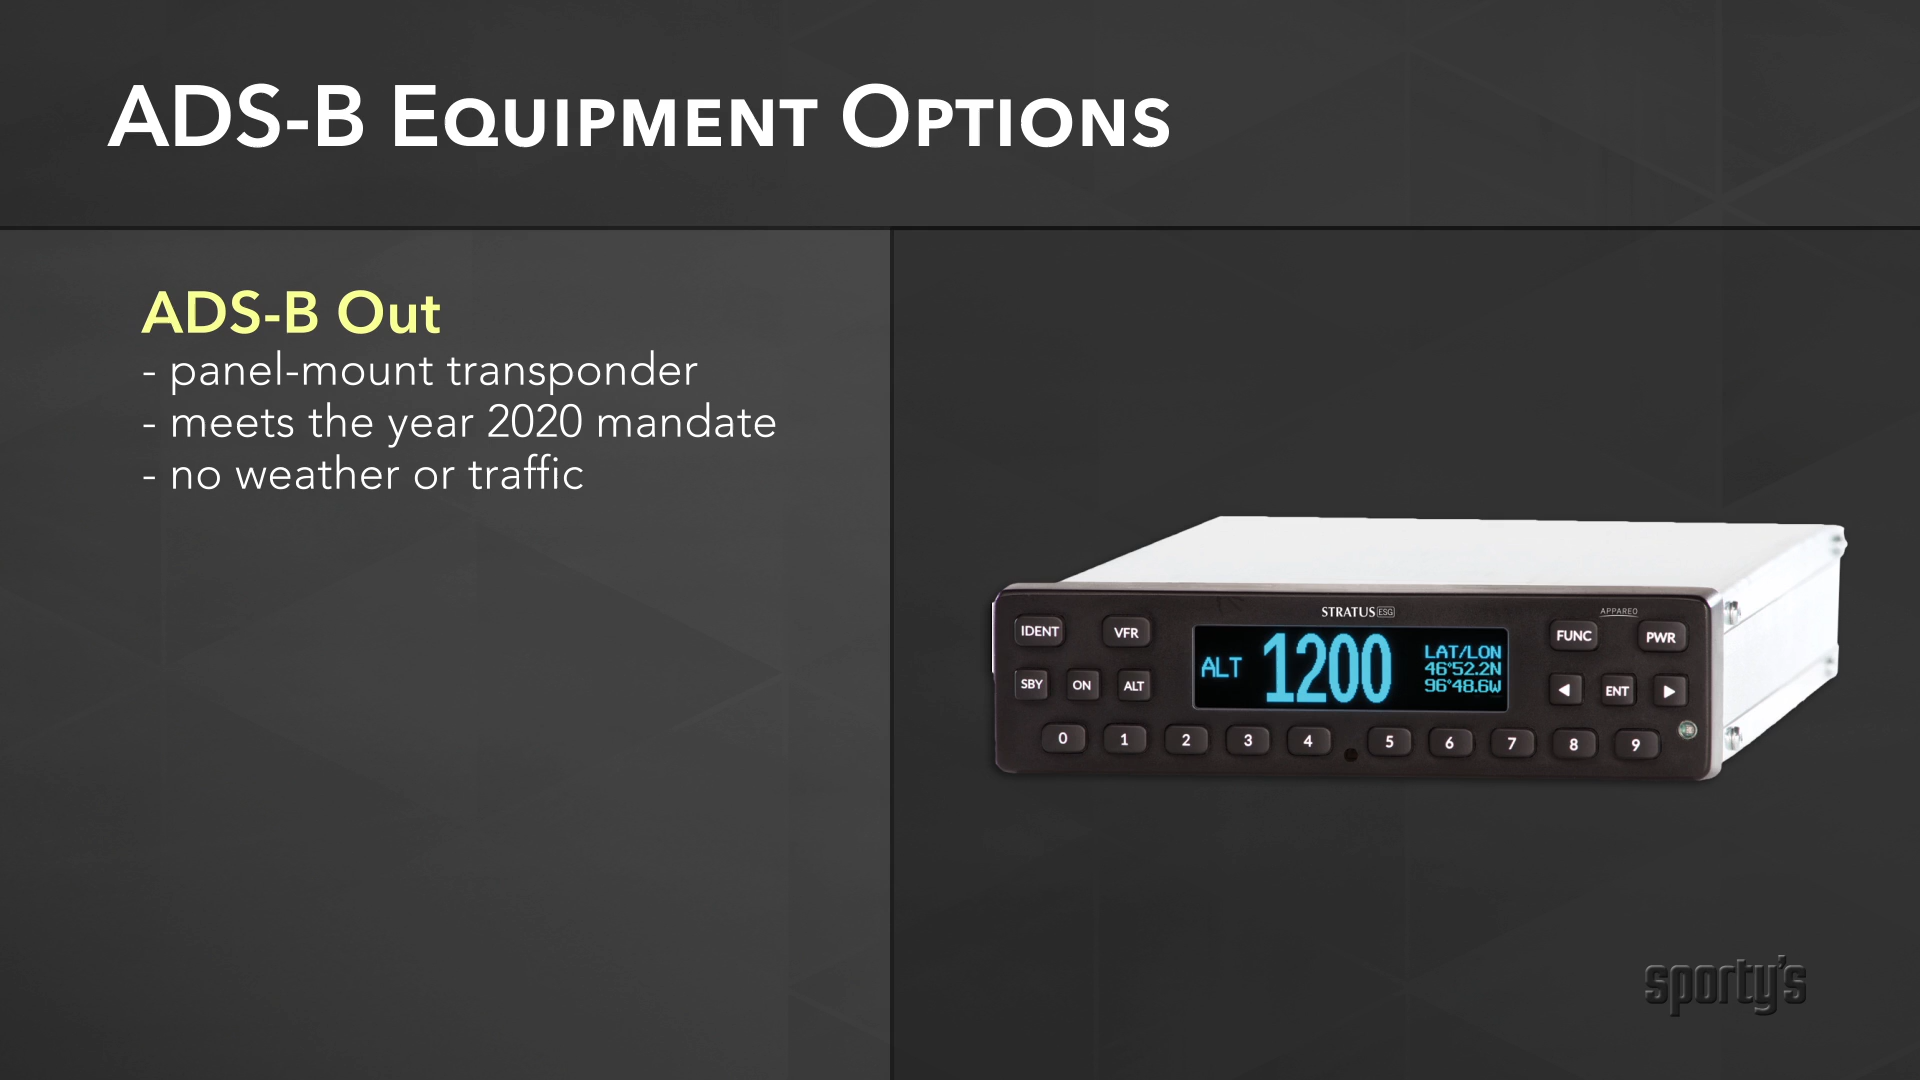 ADS-B Equipment Options
ADS-B Out
- panel-mount transponder
- meets the year 2020 mandate
- no weather or traffic
STRATUS ESG
APPAREO
IDENT
VFR
FUNC
PWR
ALT 1200
LAT/LON
46°52.2N
96°48.6W
SBY
ON
ALT
◀
ENT
▶
0 1 2 3 4 5 6 7 8 9
sporty's